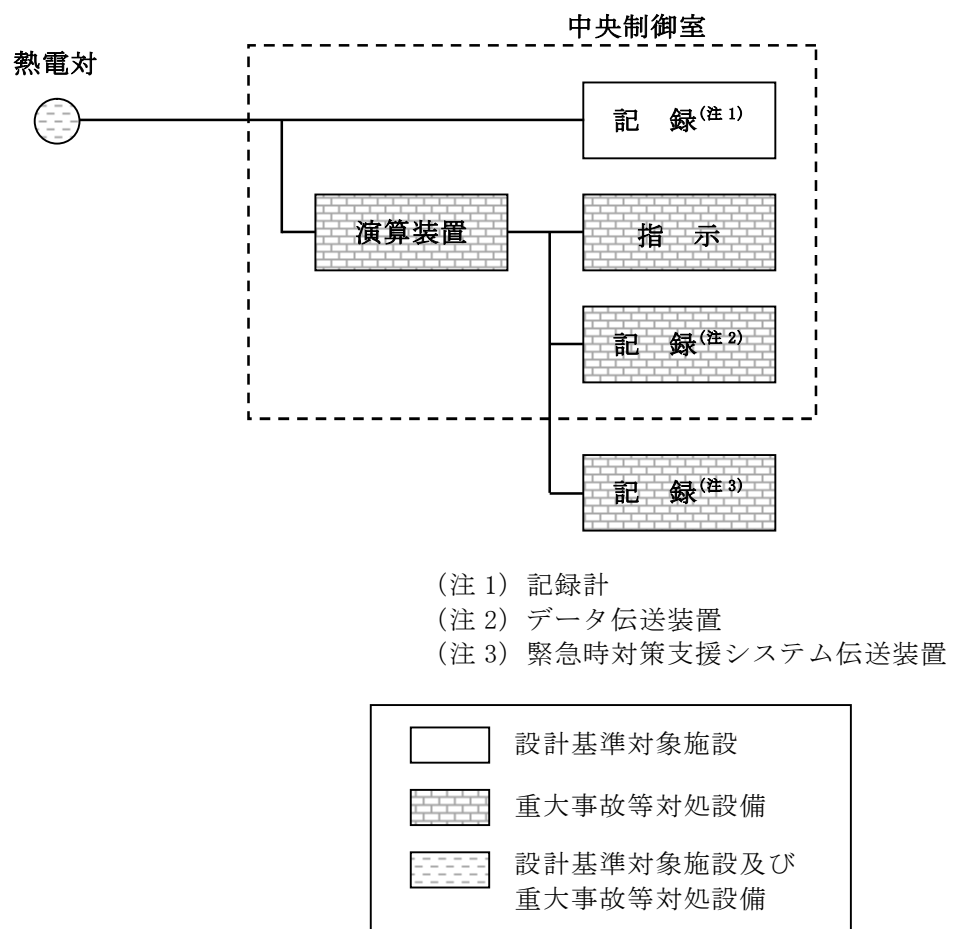 中央制御室
熱電対
記 録(注 1)
演算装置
指 示
記 録(注 2)
記 録(注 3)
(注 1) 記録計
(注 2) データ伝送装置
(注 3) 緊急時対策支援システム伝送装置
設計基準対象施設
重大事故等対処設備
設計基準対象施設及び
重大事故等対処設備